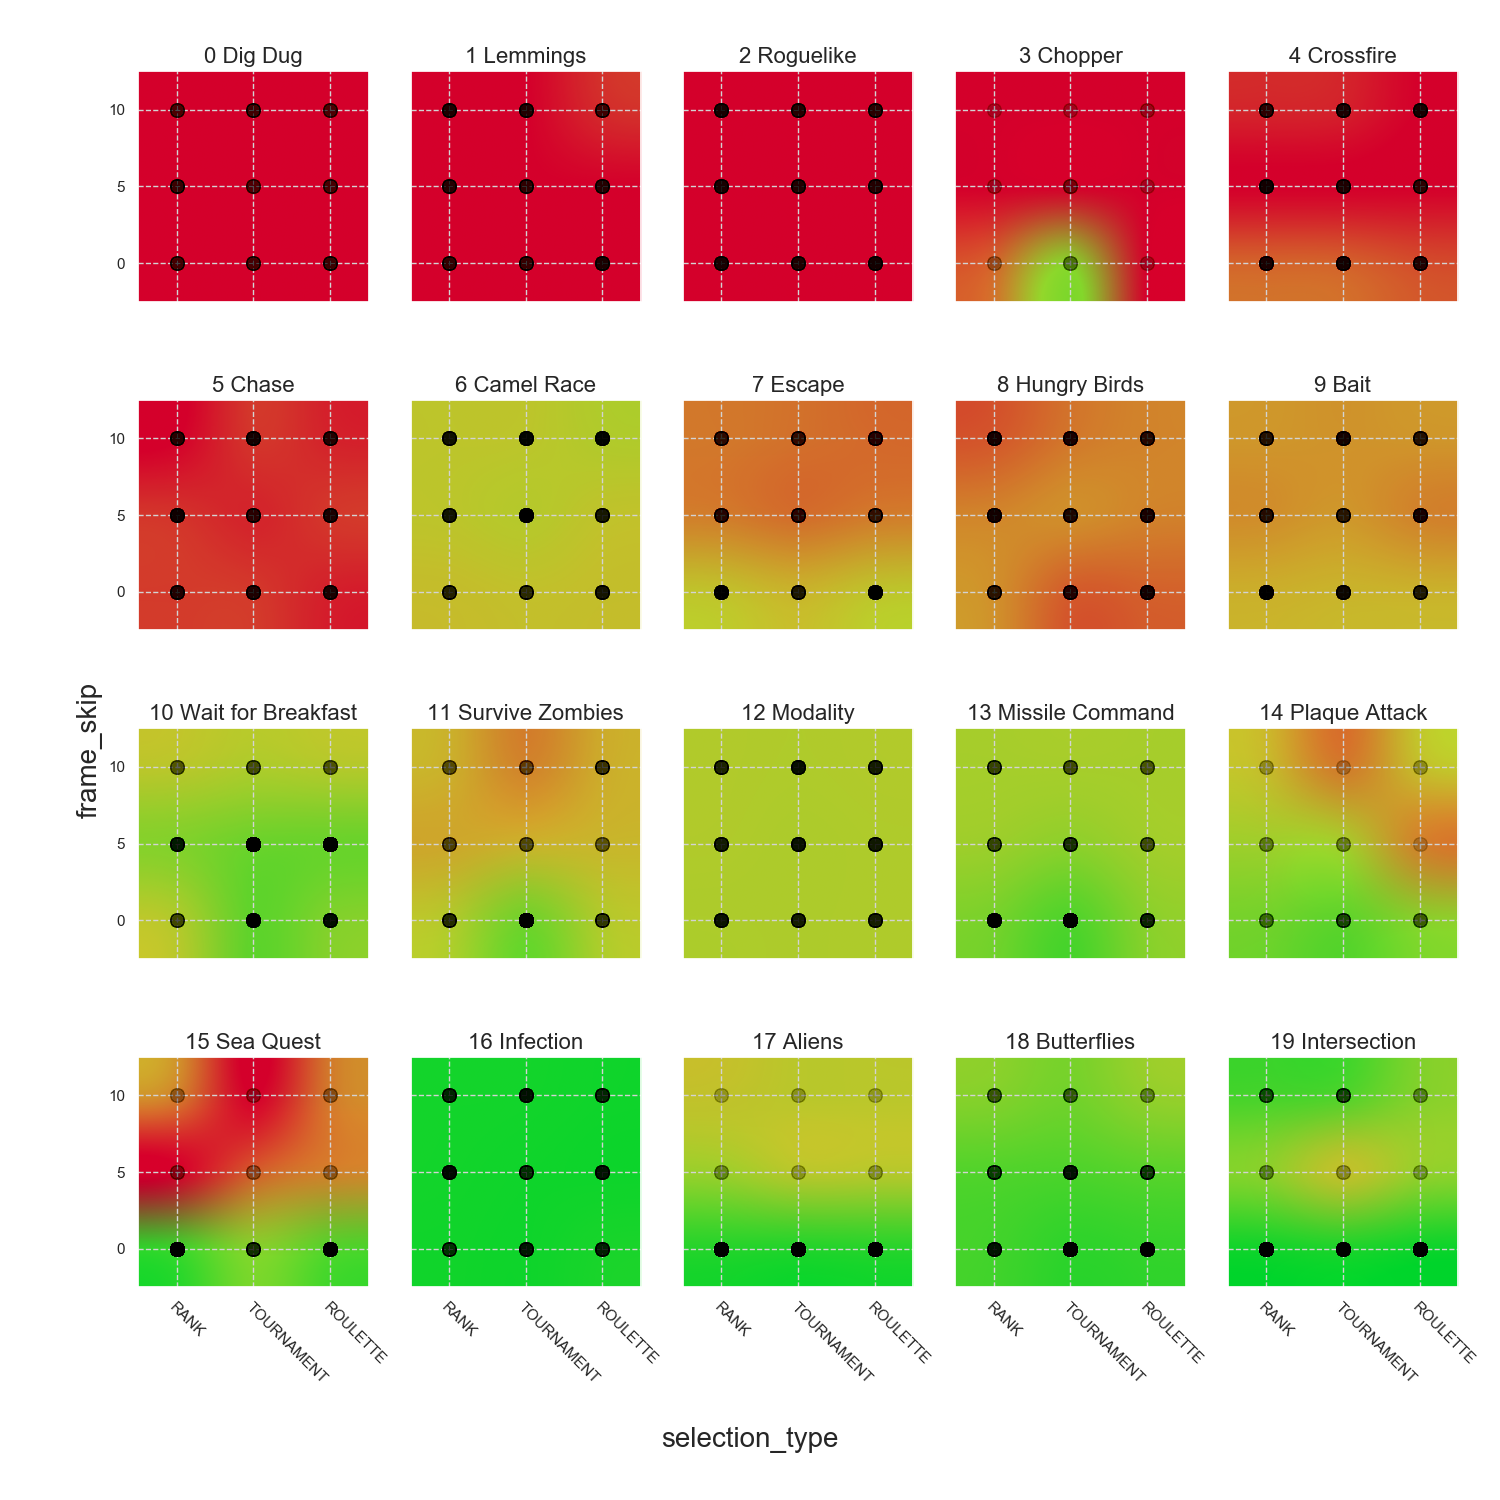 0 Dig Dug
1 Lemmings
2 Roguelike
3 Chopper
4 Crossfire
10
5
0
5 Chase
6 Camel Race
7 Escape
8 Hungry Birds
9 Bait
10
5
0
frame_skip
10 Wait for Breakfast
11 Survive Zombies
12 Modality
13 Missile Command
14 Plaque Attack
10
5
0
15 Sea Quest
16 Infection
17 Aliens
18 Butterflies
19 Intersection
10
5
0
RANK
TOURNAMENT
ROULETTE
RANK
TOURNAMENT
ROULETTE
RANK
TOURNAMENT
ROULETTE
RANK
TOURNAMENT
ROULETTE
RANK
TOURNAMENT
ROULETTE
selection_type